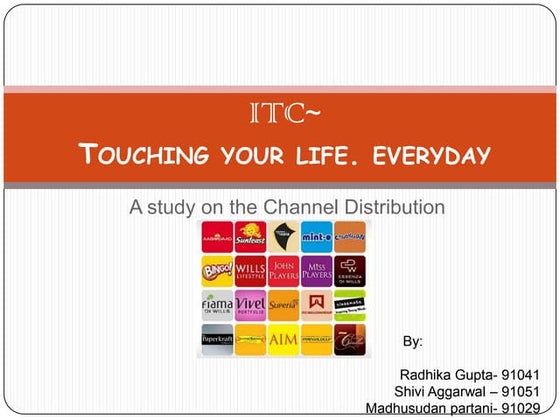 ITC~
TOUCHING YOUR LIFE. EVERYDAY
A study on the Channel Distribution
AASHIRVAAD Sunfeast mint-o
BINGO! WILLS LIFESTYLE JOHN PLAYERS MISS PLAYERS ESSENZA DI WILLS
Fiama DI WILLS Vivel PORTFOLIO Superia Classmate
Paperkraft AIM
By:
Radhika Gupta- 91041
Shivi Aggarwal – 91051
Madhusudan partani- 91029